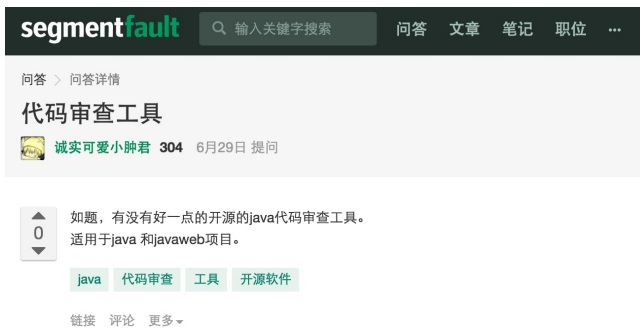 segmentfault 输入关键字搜索 问答 文章 笔记 职位 ···
问答 > 问答详情
代码审查工具
诚实可爱小肿君 304 6月29日 提问
如题，有没有好一点的开源的java代码审查工具。
0
适用于java 和javaweb项目。
java 代码审查 工具 开源软件
链接 评论 更多